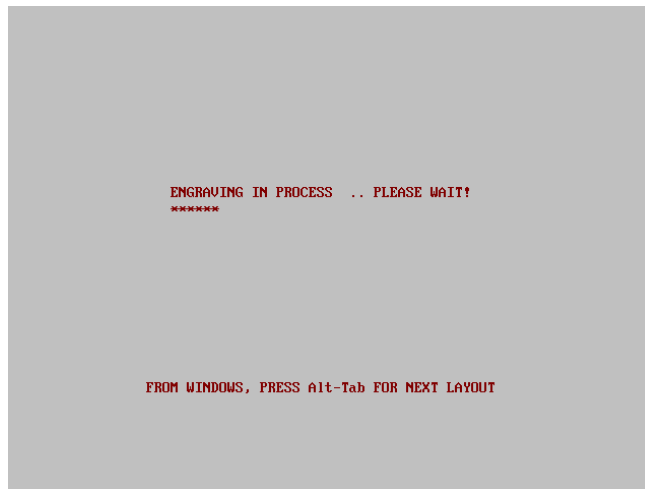 ENGRAVING IN PROCESS  .. PLEASE WAIT!
******
FROM WINDOWS, PRESS Alt-Tab FOR NEXT LAYOUT